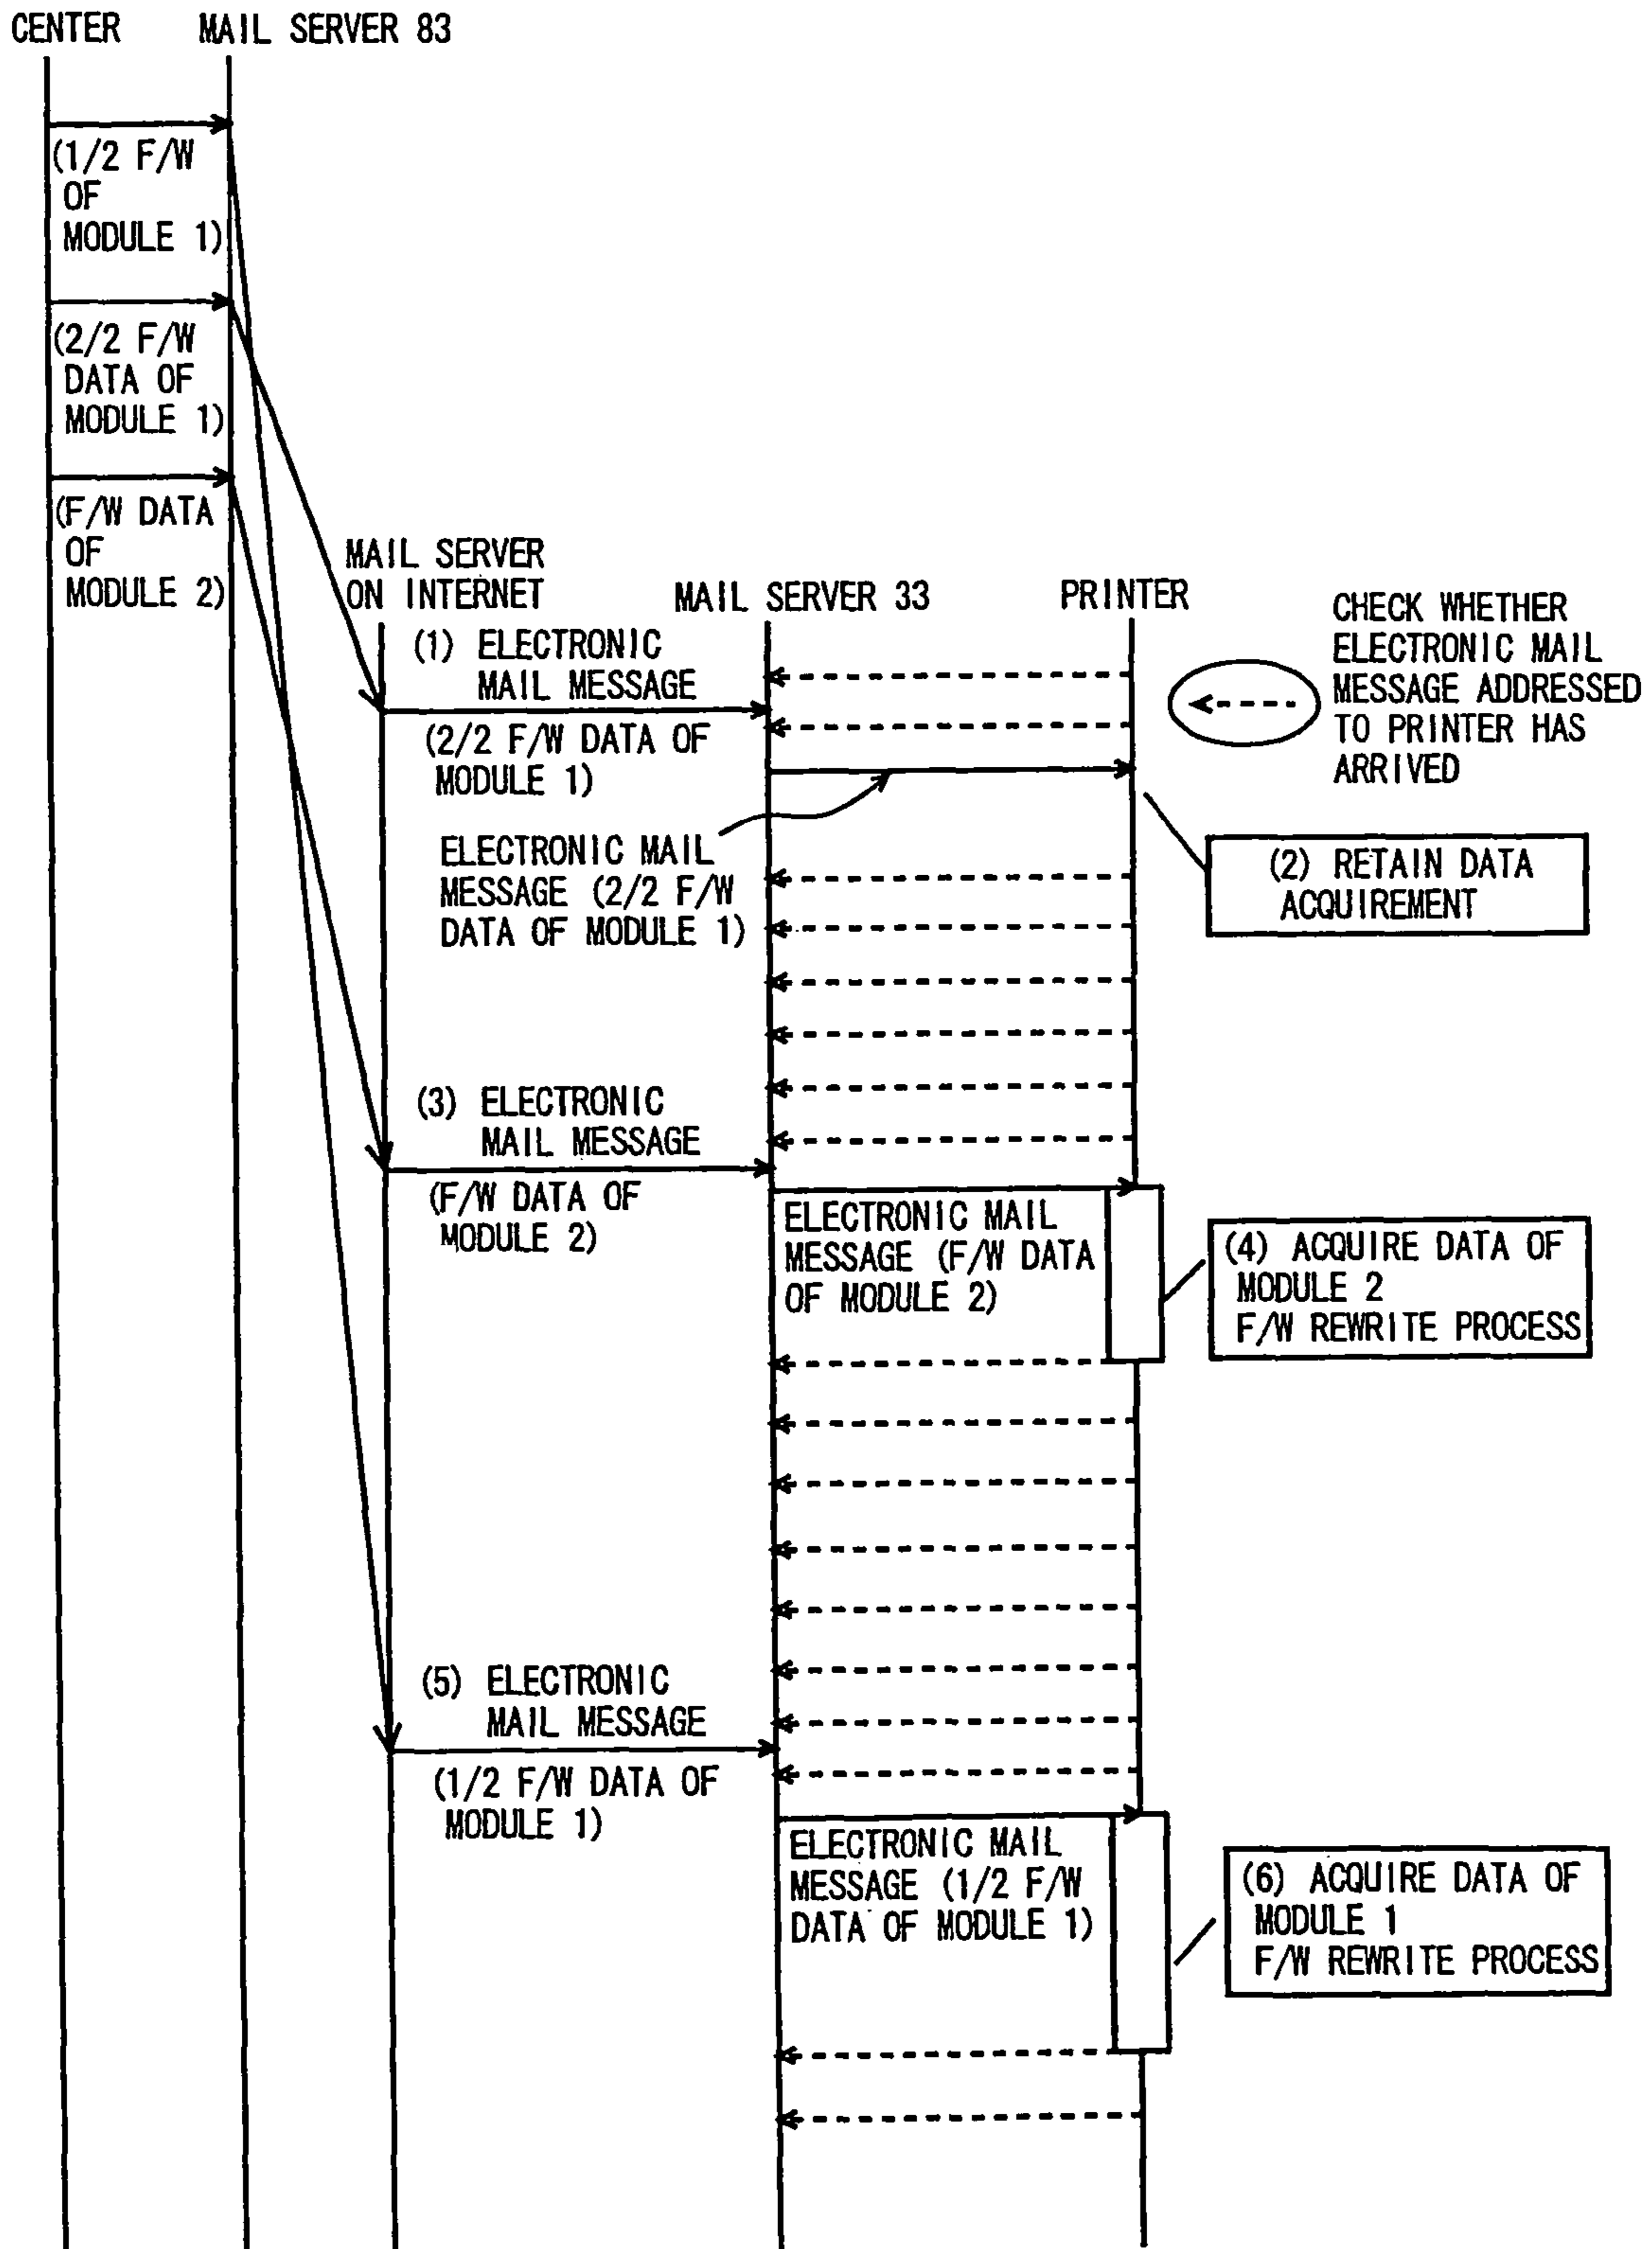 CENTER
MAIL SERVER 83
(1/2 F/W
OF
MODULE 1)
(2/2 F/W
DATA OF
MODULE 1)
(F/W DATA
OF
MODULE 2)
MAIL SERVER
ON INTERNET
MAIL SERVER 33
PRINTER
CHECK WHETHER
ELECTRONIC MAIL
MESSAGE ADDRESSED
TO PRINTER HAS
ARRIVED
(1) ELECTRONIC
MAIL MESSAGE
(2/2 F/W DATA OF
MODULE 1)
ELECTRONIC MAIL
MESSAGE (2/2 F/W
DATA OF MODULE 1)
(2) RETAIN DATA
ACQUIREMENT
(3) ELECTRONIC
MAIL MESSAGE
(F/W DATA OF
MODULE 2)
ELECTRONIC MAIL
MESSAGE (F/W DATA
OF MODULE 2)
(4) ACQUIRE DATA OF
MODULE 2
F/W REWRITE PROCESS
(5) ELECTRONIC
MAIL MESSAGE
(1/2 F/W DATA OF
MODULE 1)
ELECTRONIC MAIL
MESSAGE (1/2 F/W
DATA OF MODULE 1)
(6) ACQUIRE DATA OF
MODULE 1
F/W REWRITE PROCESS